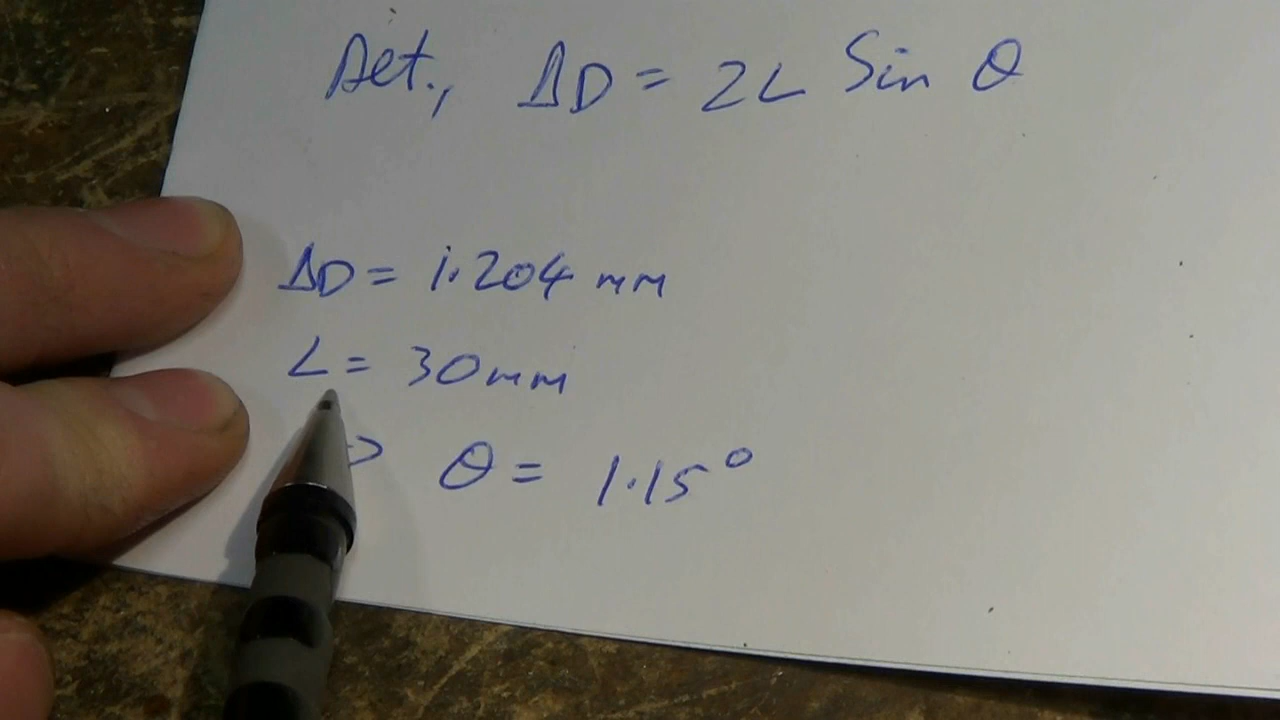 Det., ΔD = 2L Sin θ
ΔD = 1.204 mm
L = 30mm
=> θ = 1.15°